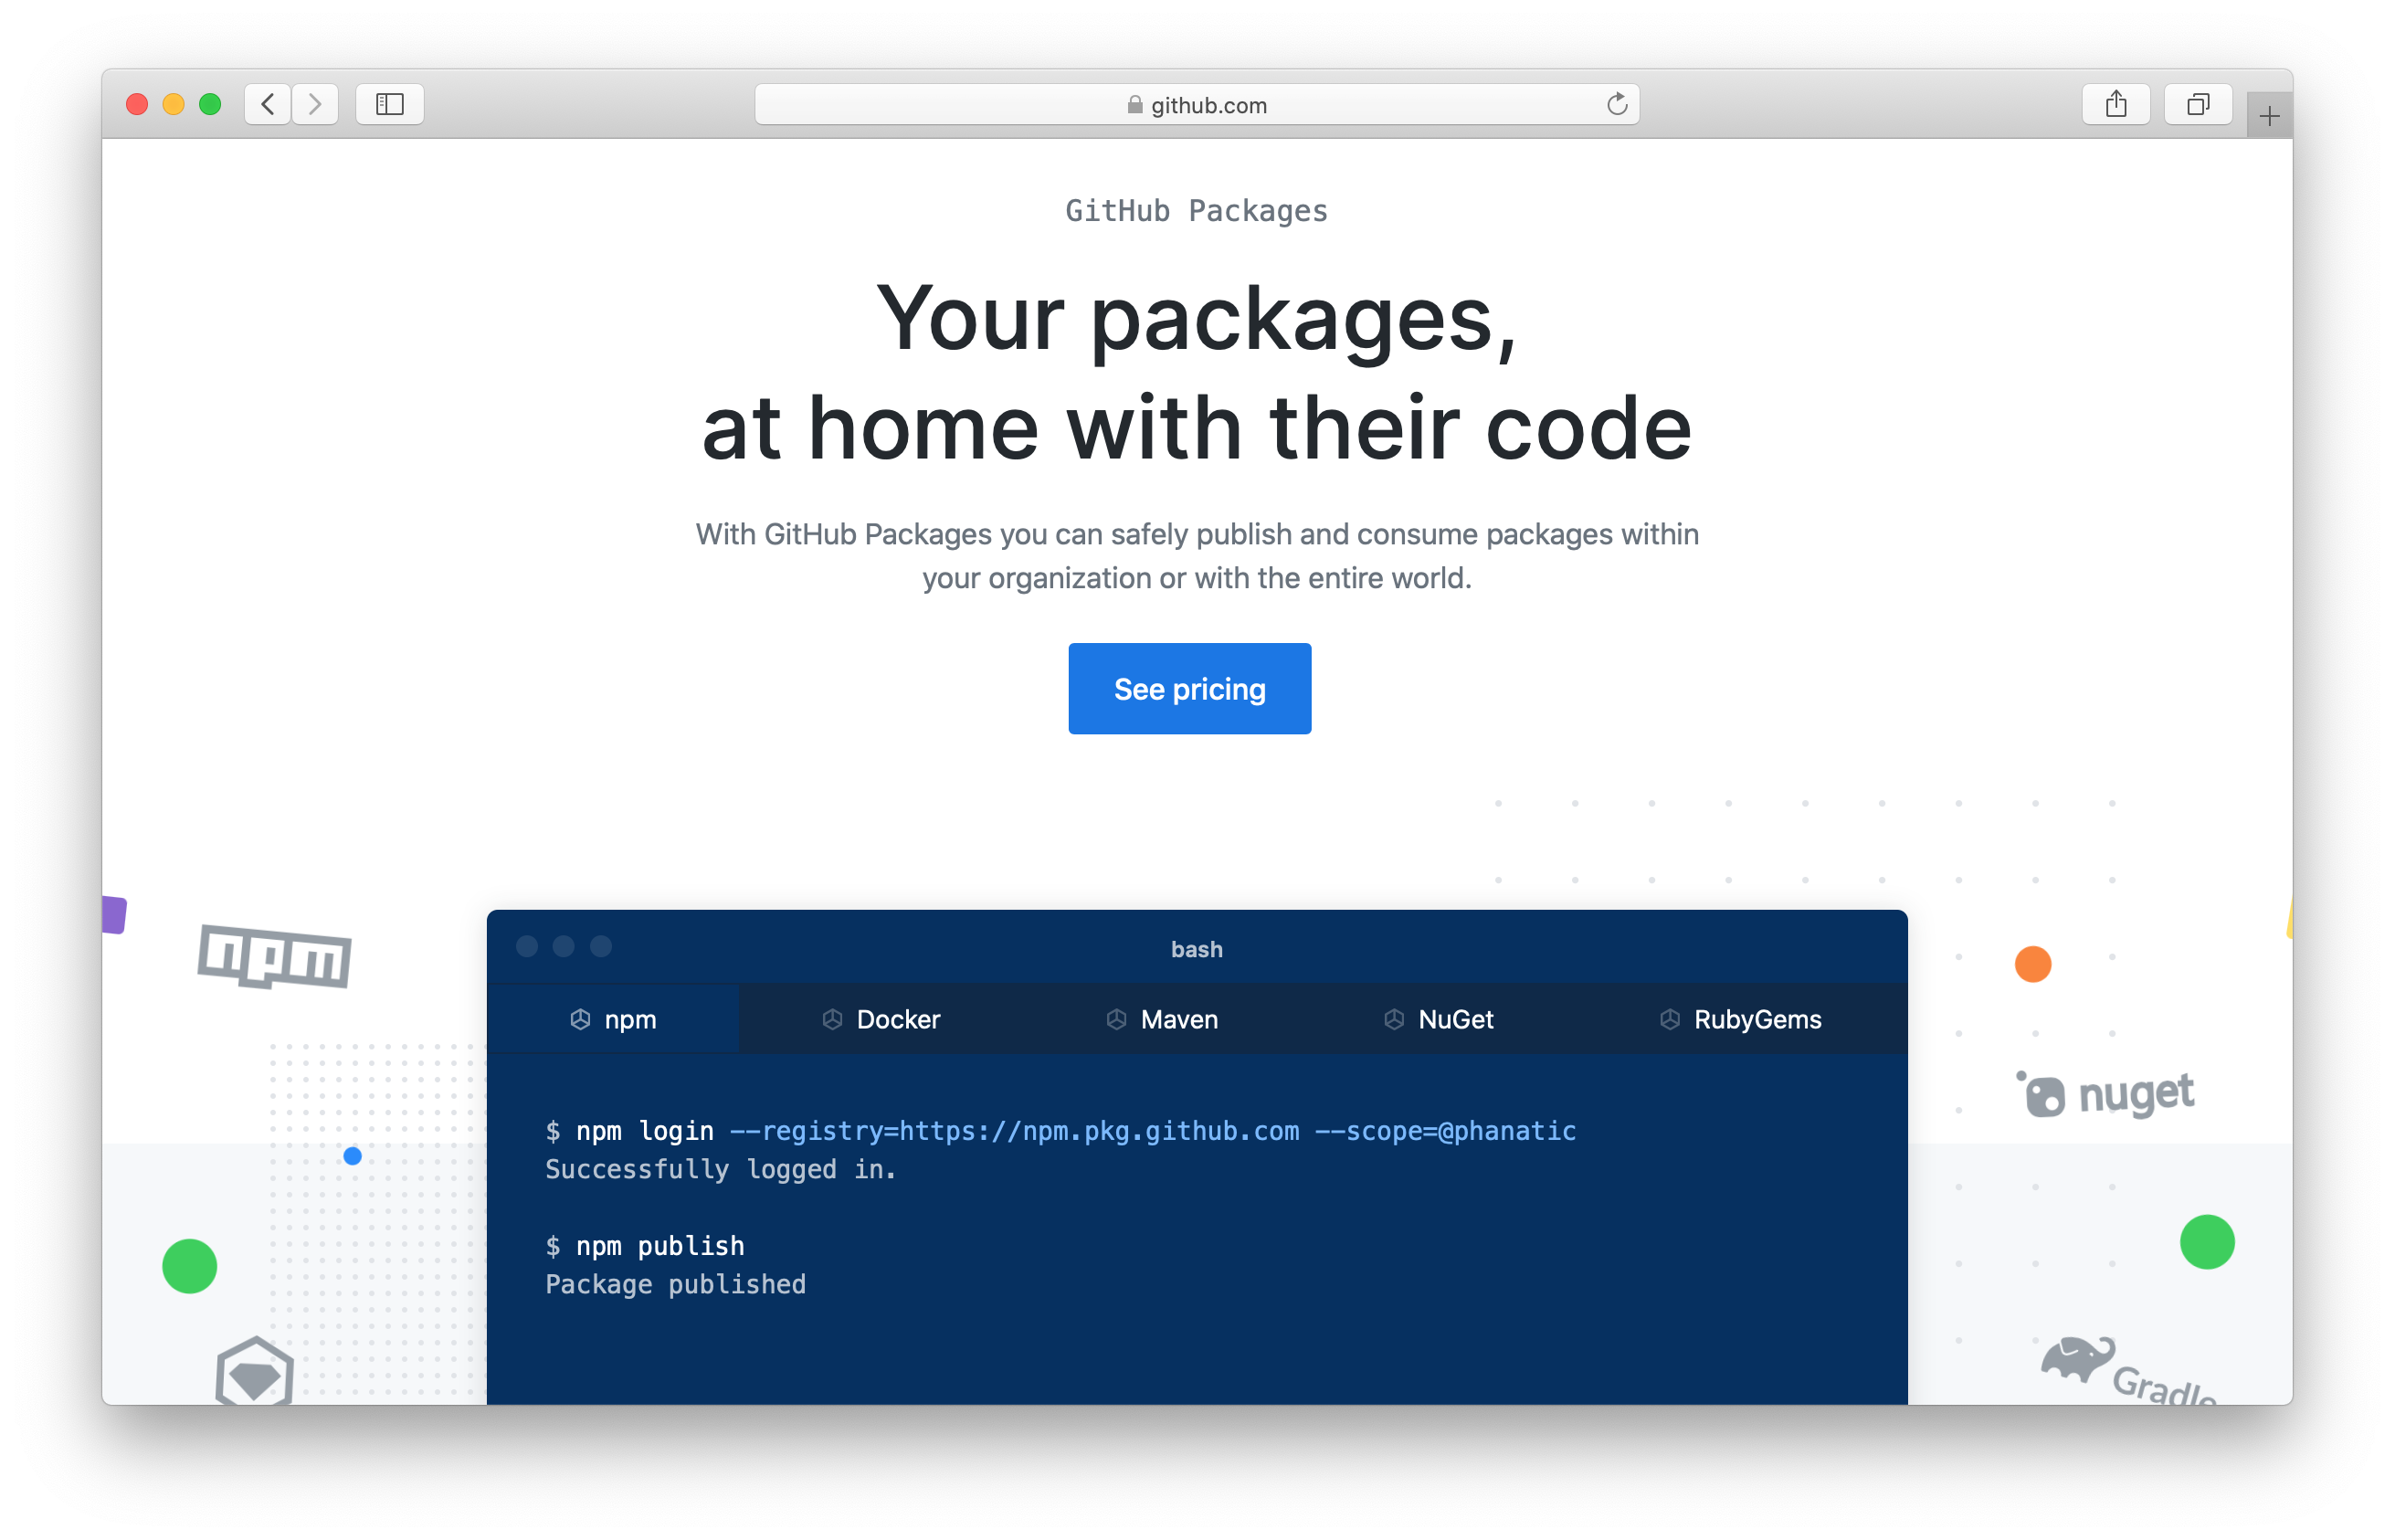 github.com
GitHub Packages
Your packages,
at home with their code
With GitHub Packages you can safely publish and consume packages within
your organization or with the entire world.
See pricing
npm
bash
npm Docker Maven NuGet RubyGems
nuget
$ npm login --registry=https://npm.pkg.github.com --scope=@phanatic
Successfully logged in.
$ npm publish
Package published
Gradle